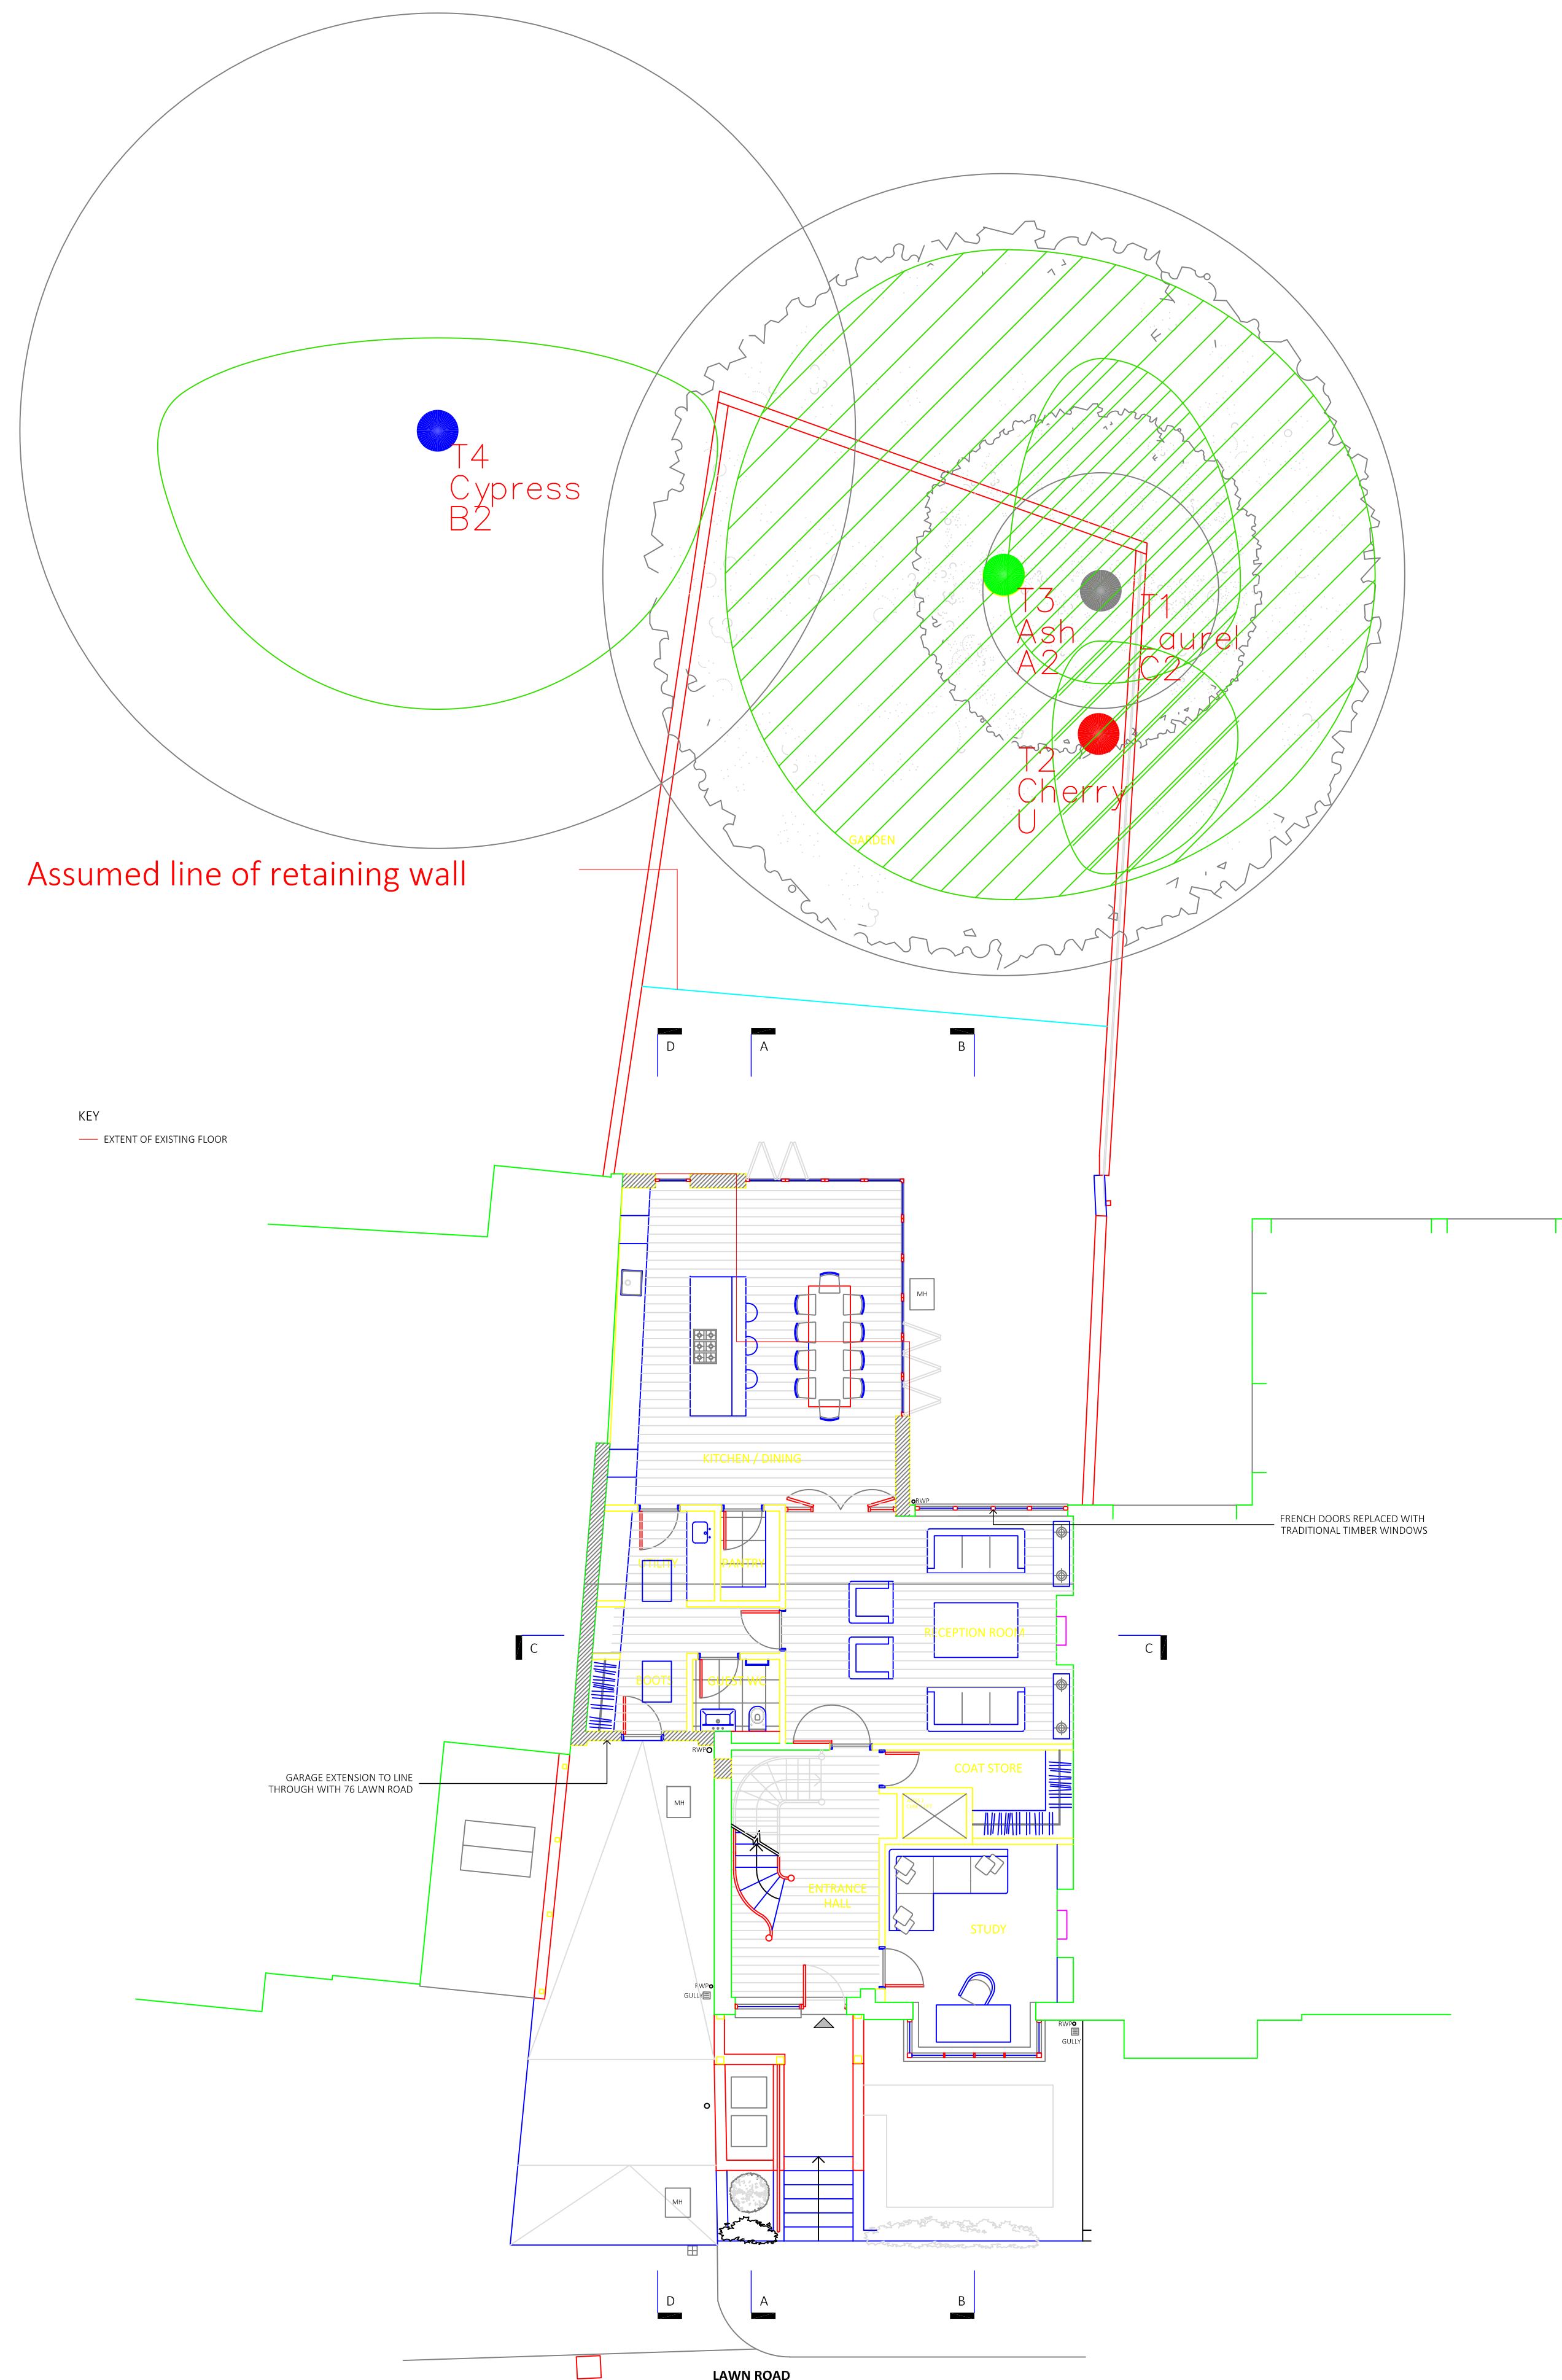 T4
Cypress
B2
T3
Ash
A2
T1
Laurel
C2
T2
Cherry
U
GARDEN
Assumed line of retaining wall
D
A
B
KEY
EXTENT OF EXISTING FLOOR
MH
KITCHEN / DINING
RWP
FRENCH DOORS REPLACED WITH
TRADITIONAL TIMBER WINDOWS
UTILITY
PANTRY
RECEPTION ROOM
C
C
BOOTS
GUEST WC
RWP
COAT STORE
GARAGE EXTENSION TO LINE
THROUGH WITH 76 LAWN ROAD
MH
ENTRANCE
HALL
STUDY
RWP
GULLY
RWP
GULLY
MH
D
A
B
LAWN ROAD